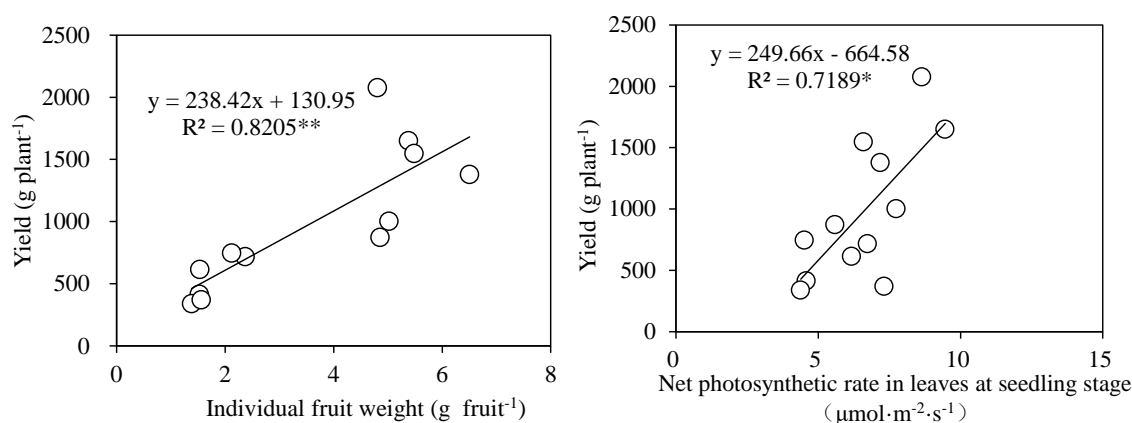 2500
2000
1500
1000
500
0
Yield (g plant⁻¹)
y = 238.42x + 130.95
R² = 0.8205**
0 2 4 6 8
Individual fruit weight (g fruit⁻¹)
2500
2000
1500
1000
500
0
Yield (g plant⁻¹)
y = 249.66x - 664.58
R² = 0.7189*
0 5 10 15
Net photosynthetic rate in leaves at seedling stage
（μmol·m⁻²·s⁻¹）